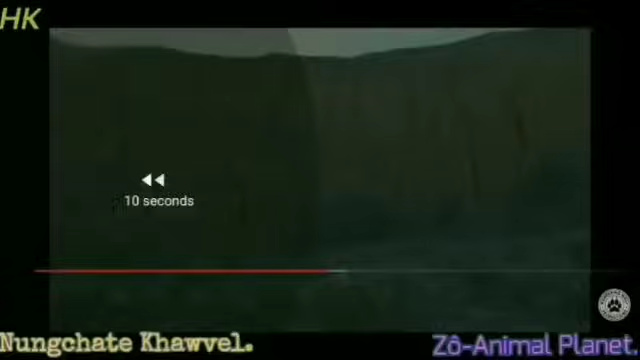 HK
10 seconds
Nungchate Khawvel.
Zô-Animal Planet.